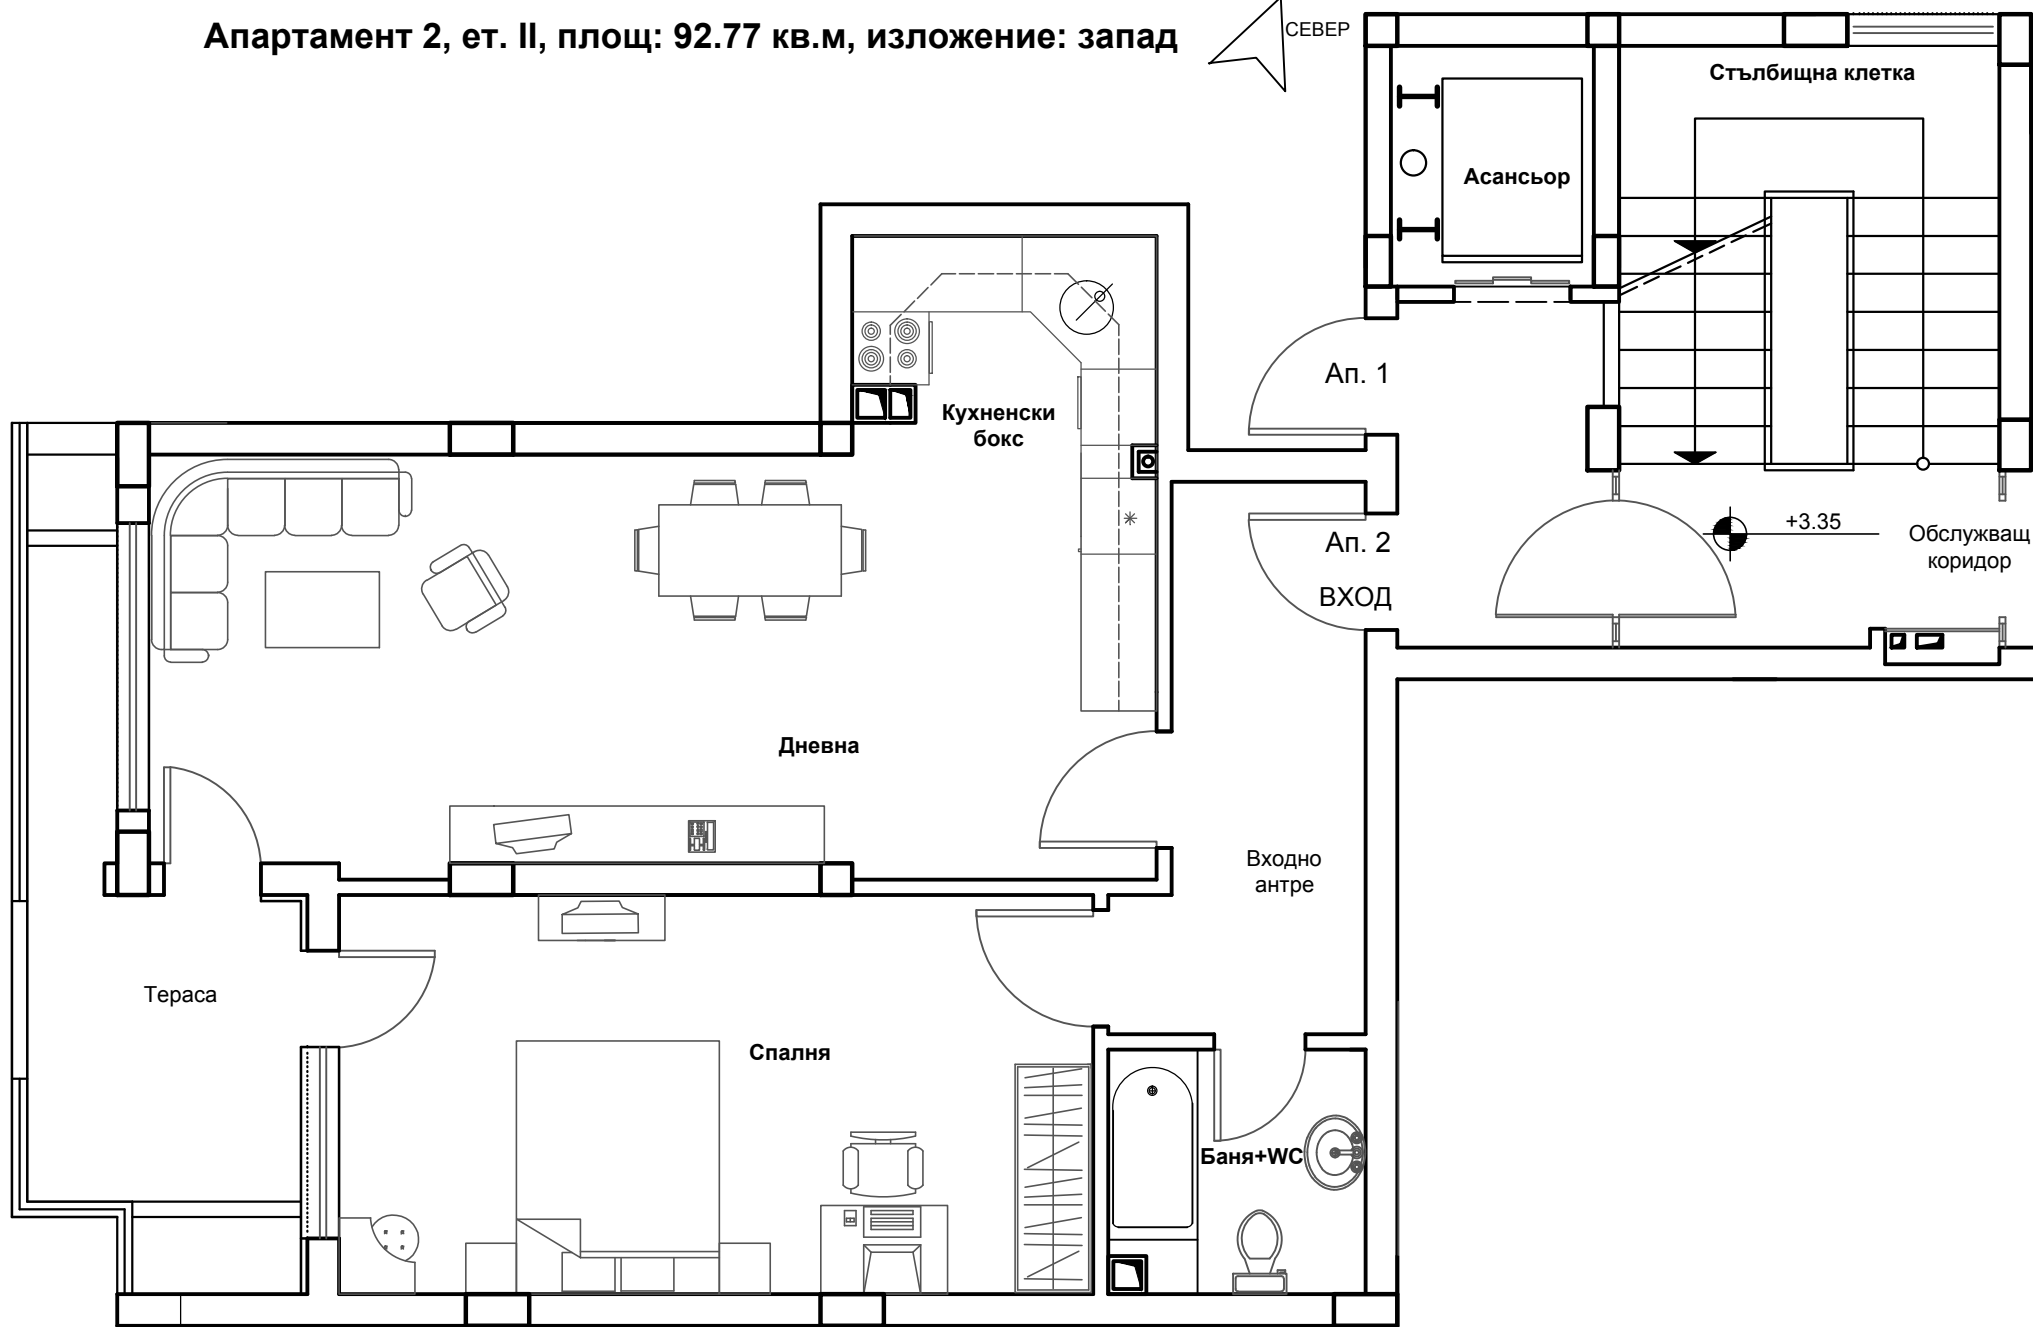 Апартамент 2, ет. II, площ: 92.77 кв.м, изложение: запад
СЕВЕР
Стълбищна клетка
Асансьор
Ап. 1
Кухненски
бокс
+3.35
Обслужващ
коридор
Ап. 2
ВХОД
Дневна
Входно
антре
Тераса
Спалня
Баня+WC